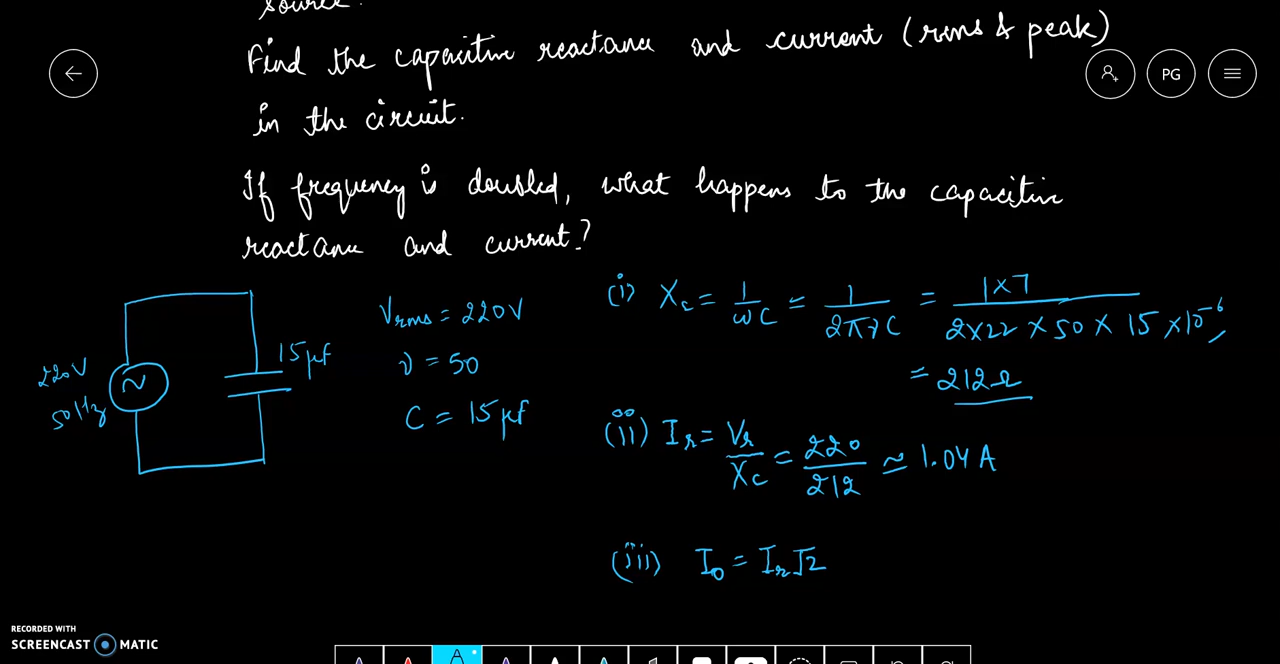 source.
Find the capacitive reactance and current (rms & peak)
in the circuit.
If frequency is doubled, what happens to the capacitive
reactance and current?
PG
220V
50Hz
15μf
Vrms = 220V
ν = 50
C = 15μf
(i) Xc = 1/ωC = 1/2πνC = 1×7/2×22×50×15×10⁻⁶
= 212Ω
(ii) Ir = Vr/Xc = 220/212 ≃ 1.04A
(iii) I₀ = Ir√2
RECORDED WITH
SCREENCAST MATIC